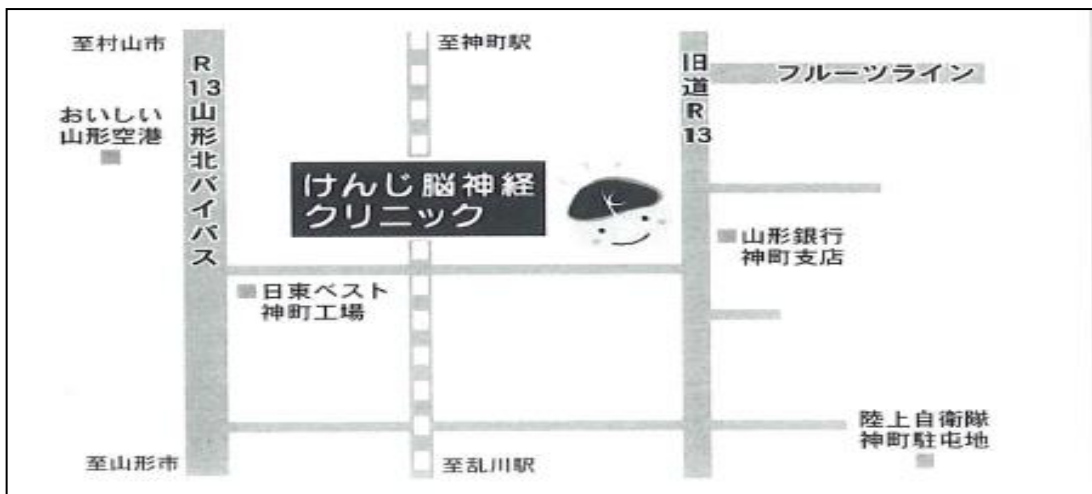 至村山市
至神町駅
R13山形北バイパス
旧道R13
フルーツライン
おいしい
山形空港
けんじ脳神経
クリニック
山形銀行
神町支店
日東ベスト
神町工場
陸上自衛隊
神町駐屯地
至山形市
至乱川駅